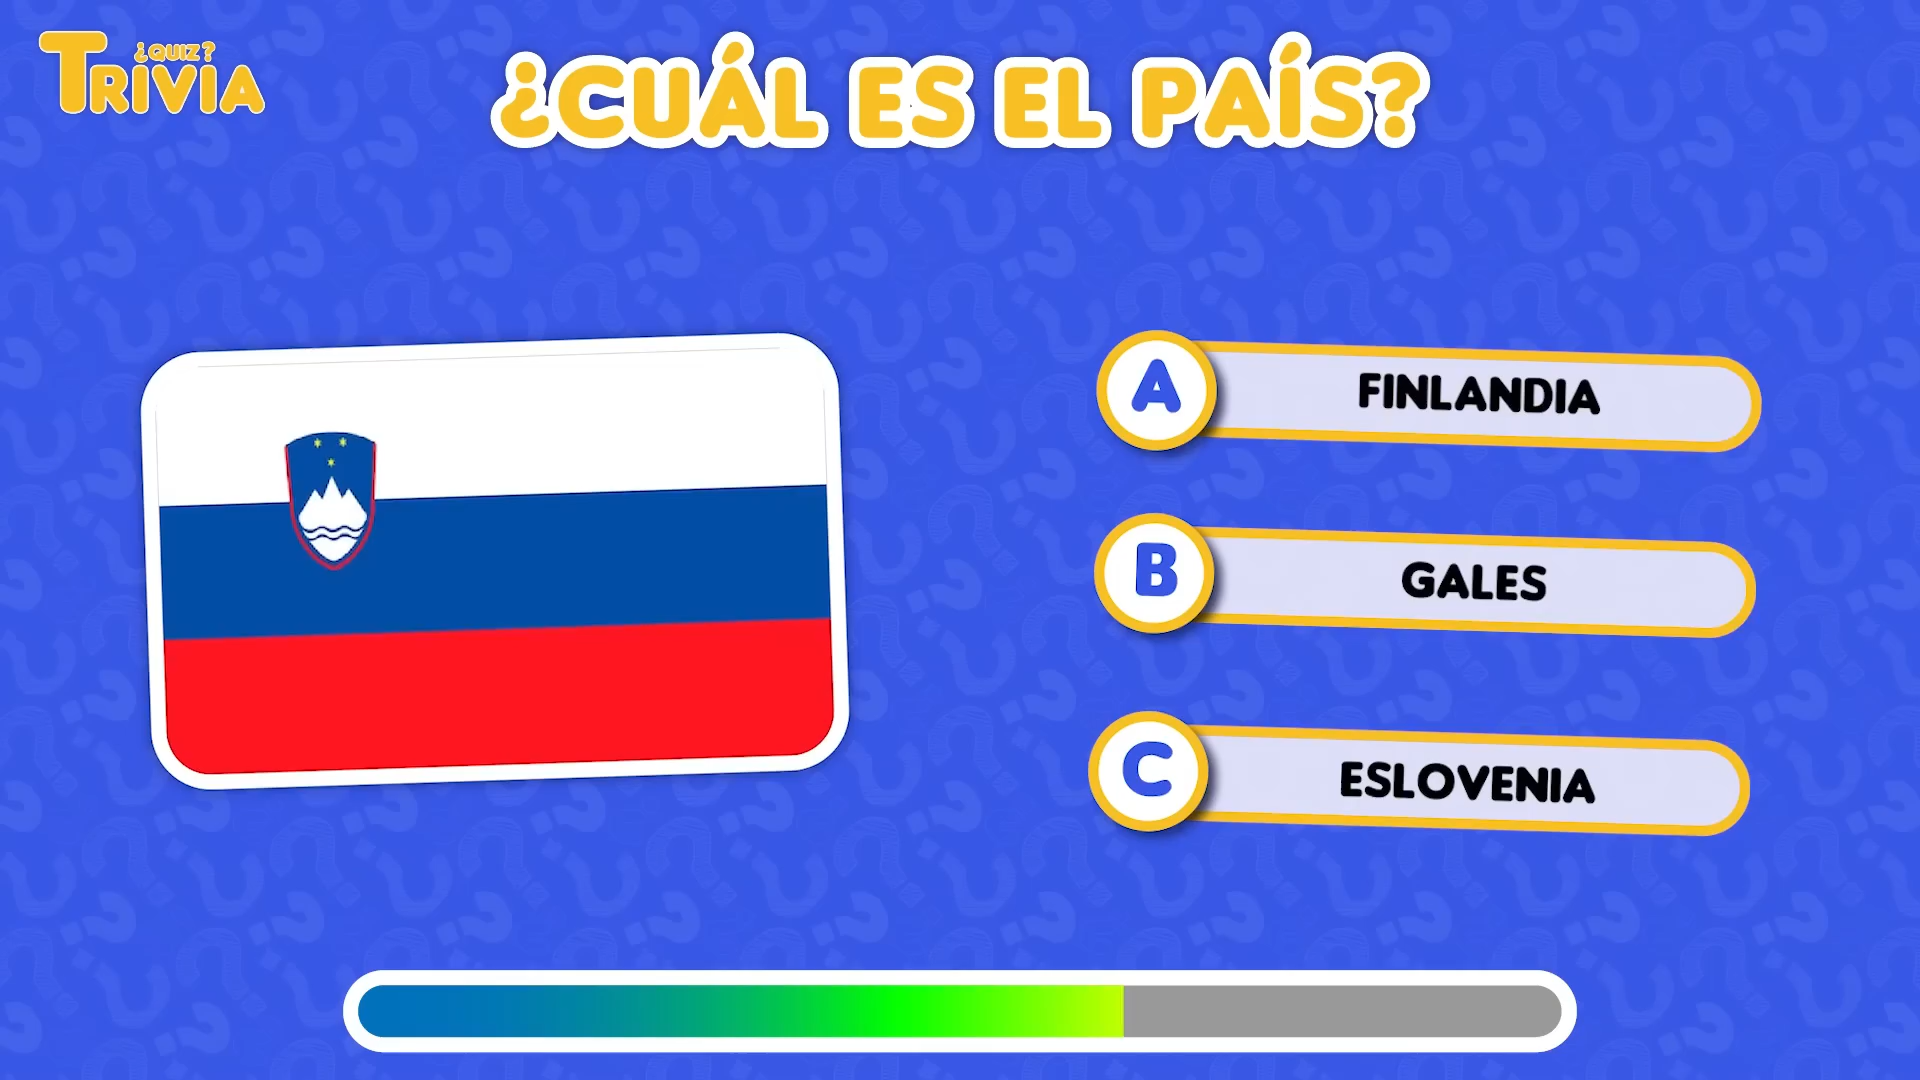 ¿QUIZ?
TRIVIA
¿CUÁL ES EL PAÍS?
A FINLANDIA
B GALES
C ESLOVENIA